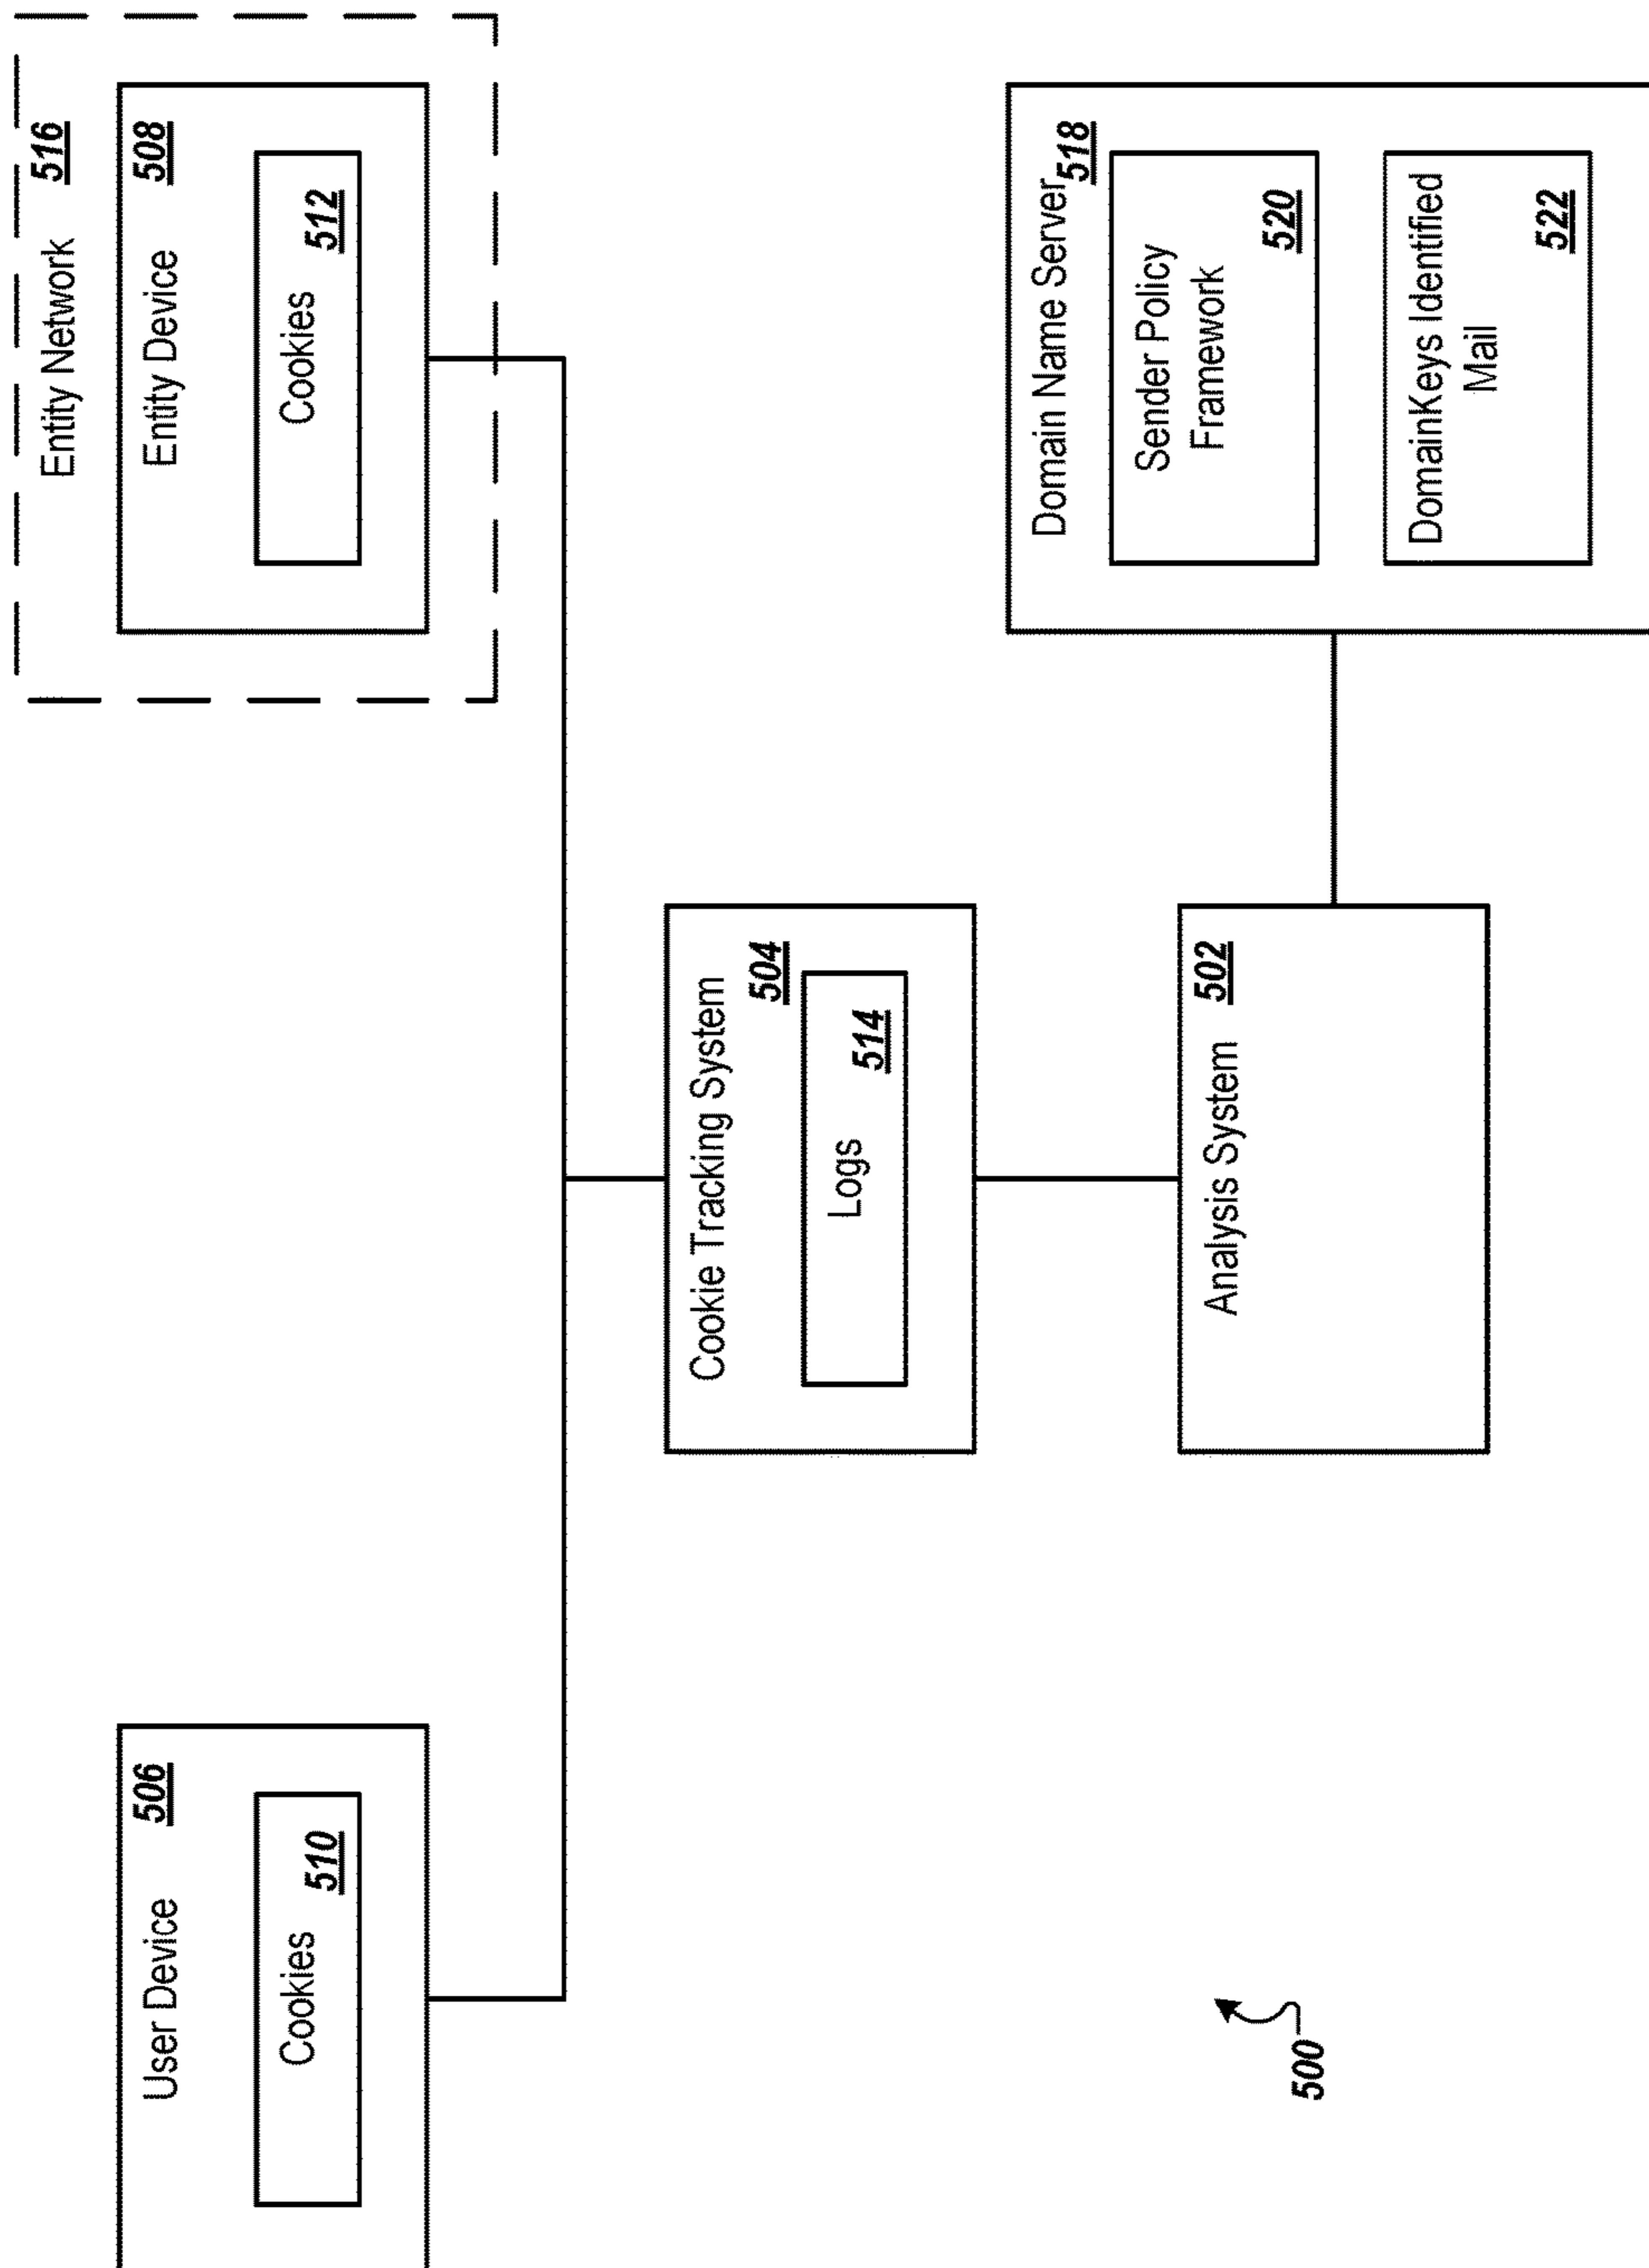 User Device
506
Cookies
510
Entity Network
516
Entity Device
508
Cookies
512
Cookie Tracking System
504
Logs
514
Analysis System
502
Domain Name Server
518
Sender Policy
Framework
520
DomainKeys Identified
Mail
522
500